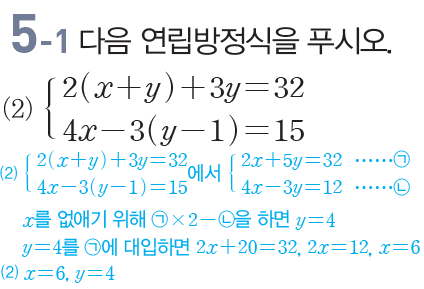 5-1 다음 연립방정식을 푸시오.
(2) { 2(x+y)+3y=32
4x-3(y-1)=15
(2) { 2x+y)+3y=32 에서 { 2x+5y=32 ⋯⋯㉠
4x-3(y-1)=15 4x-3y=12 ⋯⋯㉡
x를 없애기 위해 ㉠×2-㉡을 하면 y=4
y=4를 ㉠에 대입하면 2x+20=32, 2x=12, x=6
(2) x=6, y=4